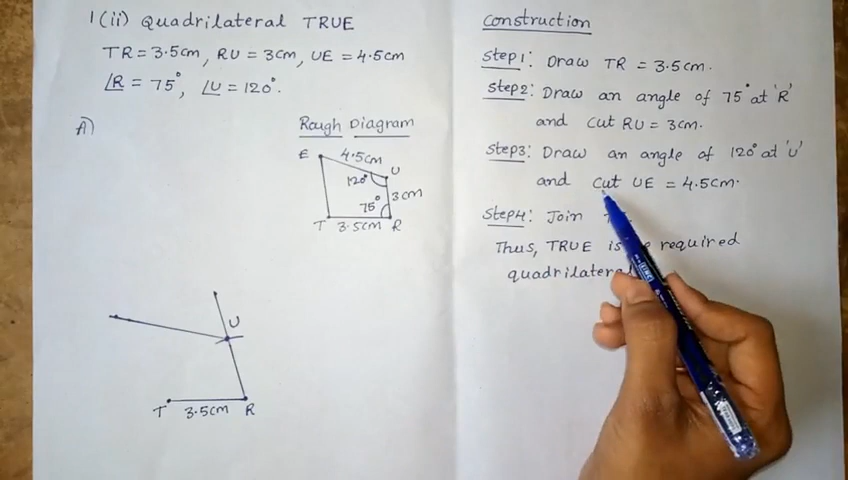 1(ii) Quadrilateral TRUE
TR = 3.5cm, RU = 3cm, UE = 4.5cm
∠R = 75°, ∠U = 120°.
A)
Rough Diagram
E 4.5cm U
120°
3cm
75°
T 3.5cm R
U
T 3.5cm R
Construction
Step1: Draw TR = 3.5cm.
Step2: Draw an angle of 75° at 'R'
and cut RU = 3cm.
Step3: Draw an angle of 120° at 'U'
and cut UE = 4.5cm.
Step4: Join
Thus, TRUE is required
quadrilateral